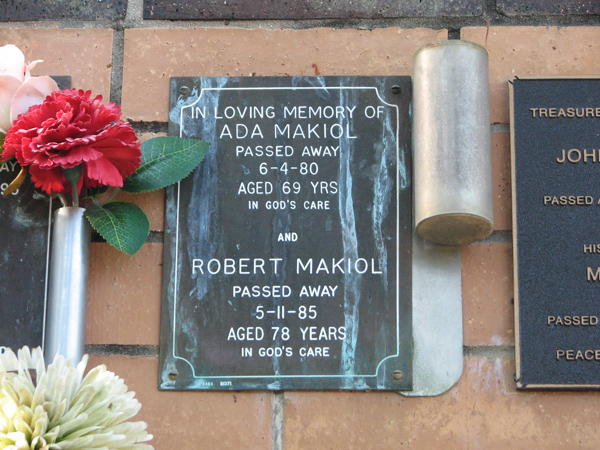 IN LOVING MEMORY OF
ADA MAKIOL
PASSED AWAY
6-4-80
AGED 69 YRS
IN GOD'S CARE
AND
ROBERT MAKIOL
PASSED AWAY
5-11-85
AGED 78 YEARS
IN GOD'S CARE
TREASURE
JOH
PASSED A
HIS
M
PASSED
PEACE